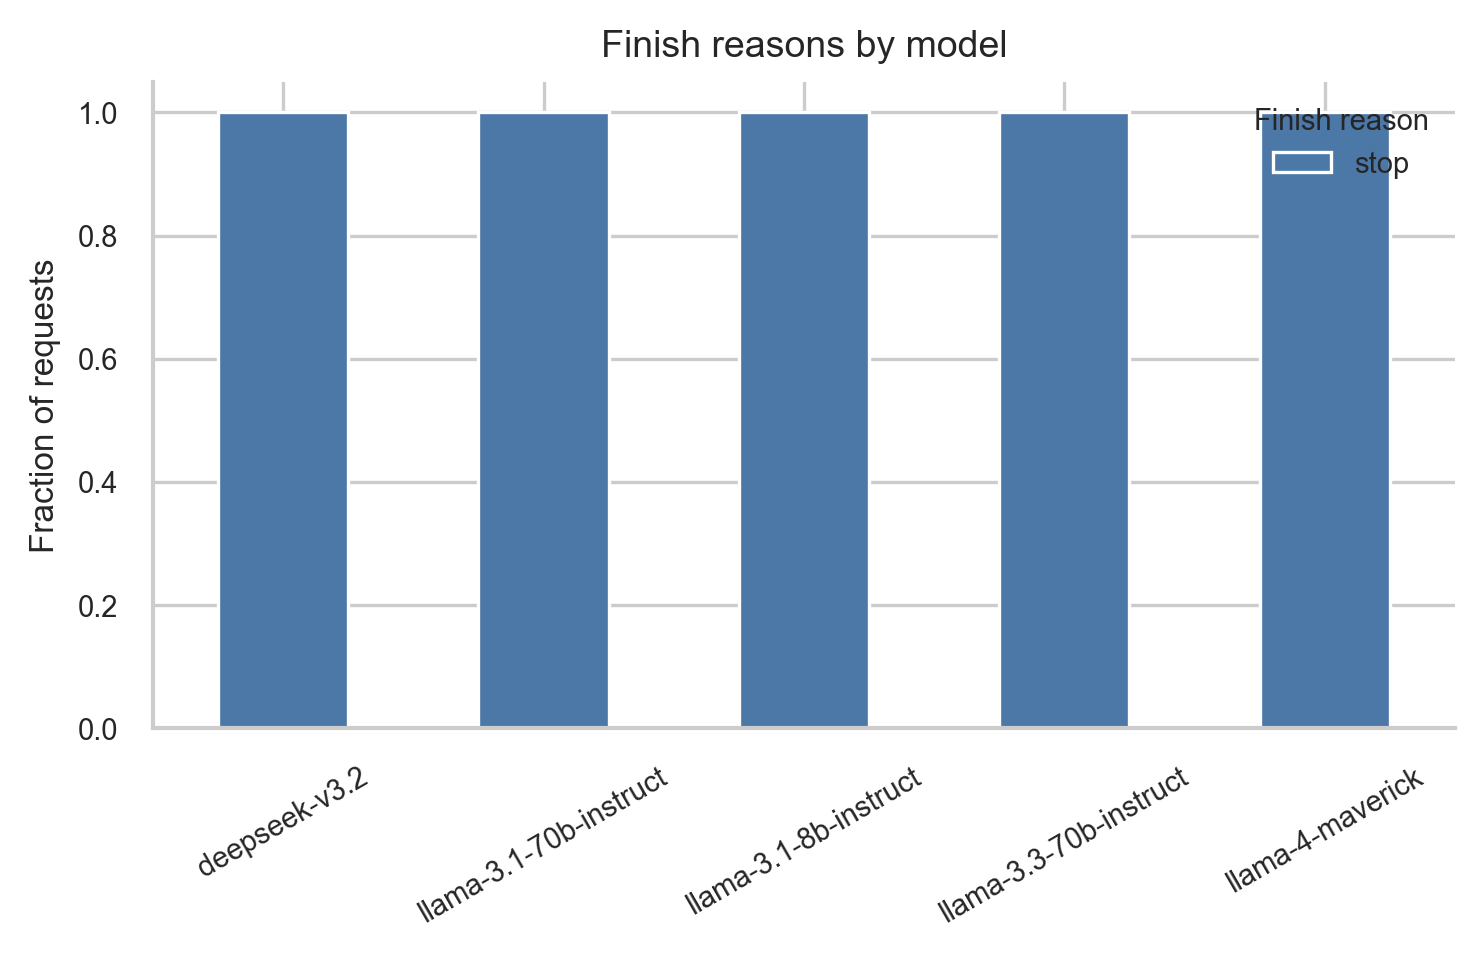 Finish reasons by model
Finish reason
stop
Fraction of requests
1.0
0.8
0.6
0.4
0.2
0.0
deepseek-v3.2
llama-3.1-70b-instruct
llama-3.1-8b-instruct
llama-3.3-70b-instruct
llama-4-maverick